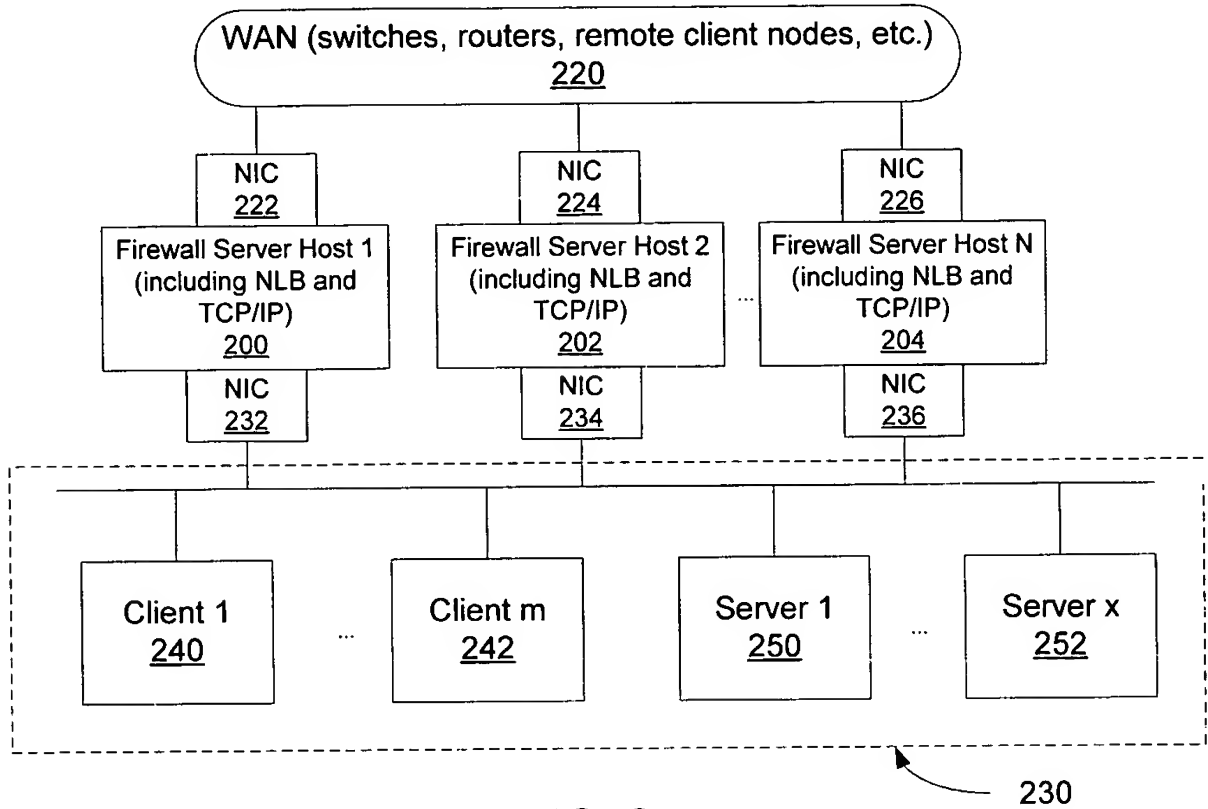 WAN (switches, routers, remote client nodes, etc.)
220
NIC
222
NIC
224
NIC
226
Firewall Server Host 1
(including NLB and
TCP/IP)
200
Firewall Server Host 2
(including NLB and
TCP/IP)
202
...
Firewall Server Host N
(including NLB and
TCP/IP)
204
NIC
232
NIC
234
NIC
236
Client 1
240
...
Client m
242
Server 1
250
...
Server x
252
230